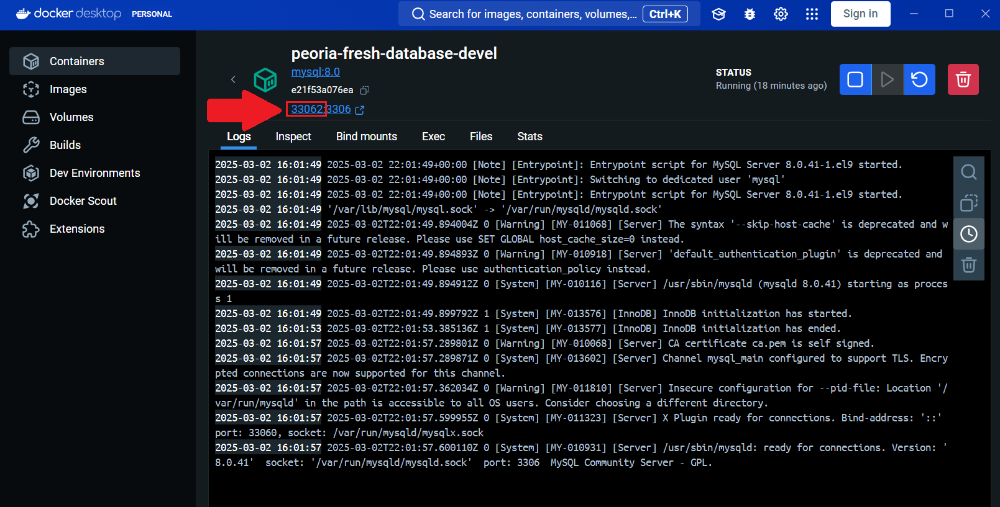 docker desktop PERSONAL
Search for images, containers, volumes,... Ctrl+K
Sign in
Containers
Images
Volumes
Builds
Dev Environments
Docker Scout
Extensions
peoria-fresh-database-devel
mysql:8.0
e21f53a076ea
33062:3306
STATUS
Running (18 minutes ago)
Logs Inspect Bind mounts Exec Files Stats
2025-03-02 16:01:49 2025-03-02 22:01:49+00:00 [Note] [Entrypoint]: Entrypoint script for MySQL Server 8.0.41-1.el9 started.
2025-03-02 16:01:49 2025-03-02 22:01:49+00:00 [Note] [Entrypoint]: Switching to dedicated user 'mysql'
2025-03-02 16:01:49 2025-03-02 22:01:49+00:00 [Note] [Entrypoint]: Entrypoint script for MySQL Server 8.0.41-1.el9 started.
2025-03-02 16:01:49 '/var/lib/mysql/mysql.sock' -> '/var/run/mysqld/mysqld.sock'
2025-03-02 16:01:49 2025-03-02T22:01:49.894004Z 0 [Warning] [MY-011068] [Server] The syntax '--skip-host-cache' is deprecated and w
ill be removed in a future release. Please use SET GLOBAL host_cache_size=0 instead.
2025-03-02 16:01:49 2025-03-02T22:01:49.894893Z 0 [Warning] [MY-010918] [Server] 'default_authentication_plugin' is deprecated and
will be removed in a future release. Please use authentication_policy instead.
2025-03-02 16:01:49 2025-03-02T22:01:49.894912Z 0 [System] [MY-010116] [Server] /usr/sbin/mysqld (mysqld 8.0.41) starting as proces
s 1
2025-03-02 16:01:49 2025-03-02T22:01:49.899792Z 1 [System] [MY-013576] [InnoDB] InnoDB initialization has started.
2025-03-02 16:01:53 2025-03-02T22:01:53.385136Z 1 [System] [MY-013577] [InnoDB] InnoDB initialization has ended.
2025-03-02 16:01:57 2025-03-02T22:01:57.289801Z 0 [Warning] [MY-010068] [Server] CA certificate ca.pem is self signed.
2025-03-02 16:01:57 2025-03-02T22:01:57.289871Z 0 [System] [MY-013602] [Server] Channel mysql_main configured to support TLS. Encry
pted connections are now supported for this channel.
2025-03-02 16:01:57 2025-03-02T22:01:57.362034Z 0 [Warning] [MY-011810] [Server] Insecure configuration for --pid-file: Location '/
var/run/mysqld' in the path is accessible to all OS users. Consider choosing a different directory.
2025-03-02 16:01:57 2025-03-02T22:01:57.599955Z 0 [System] [MY-011323] [Server] X Plugin ready for connections. Bind-address: '::'
port: 33060, socket: /var/run/mysqld/mysqlx.sock
2025-03-02 16:01:57 2025-03-02T22:01:57.600110Z 0 [System] [MY-010931] [Server] /usr/sbin/mysqld: ready for connections. Version: '
8.0.41'  socket: '/var/run/mysqld/mysqld.sock'  port: 3306  MySQL Community Server - GPL.